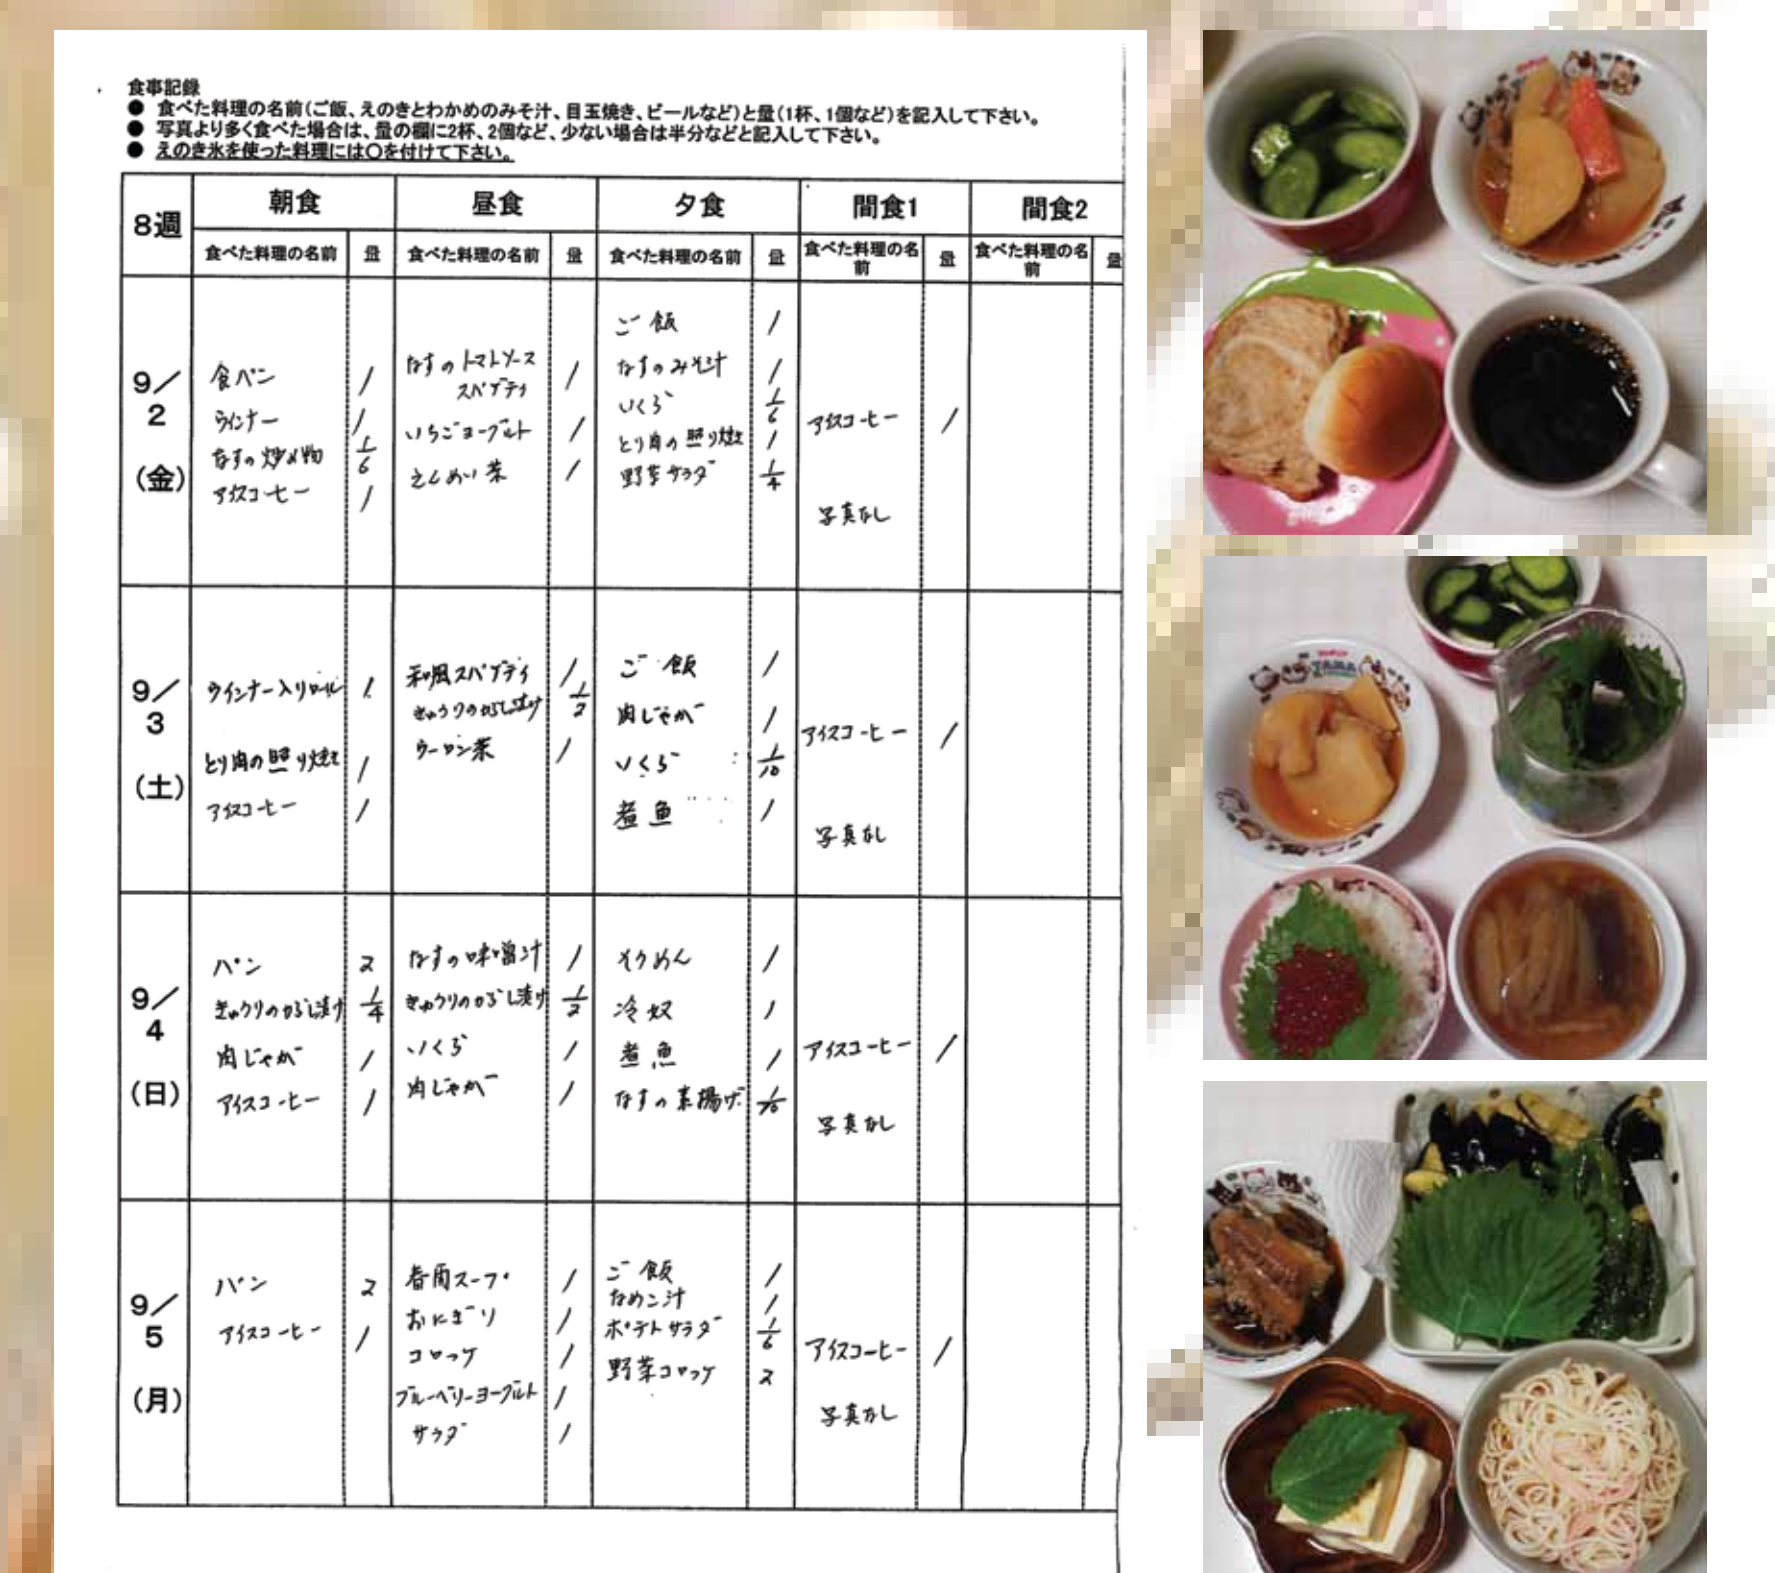 食事記録
● 食べた料理の名前(ご飯、えのきとわかめのみそ汁、目玉焼き、ビールなど)と量(1杯、1個など)を記入して下さい。
● 写真より多く食べた場合は、量の欄に2杯、2個など、少ない場合は半分などと記入して下さい。
● えのき氷を使った料理には〇を付けて下さい。
8週 朝食 昼食 夕食 間食1 間食2
食べた料理の名前 量 食べた料理の名前 量 食べた料理の名前 量 食べた料理の名前 量 食べた料理の名前 量
9/2 (金)
食パン 1
ウインナー 1
なすの炒め物 1/6
アイスコーヒー 1
なすのトマトソース
スパゲティ 1
いちごヨーグルト 1
1
ご飯 1
なすのみそ汁 1
いくら 1/6
とり肉の照り焼き 1
野菜サラダ 1/4
アイスコーヒー 1
写真なし
9/3 (土)
ウインナー入りロール 1
とり肉の照り焼き 1
アイスコーヒー 1
和風スパゲティ 1
きゅうりのからし漬け 1/2
ウーロン茶 1
ご飯 1
肉じゃが 1
いくら 1/10
煮魚 1
アイスコーヒー 1
写真なし
9/4 (日)
パン 2
きゅうりのからし漬け 1/4
肉じゃが 1
アイスコーヒー 1
なすの味噌汁 1
きゅうりのからし漬け 1/2
いくら 1
肉じゃが 1
そうめん 1
冷奴 1
煮魚 1
なすの素揚げ 1/10
アイスコーヒー 1
写真なし
9/5 (月)
パン 2
アイスコーヒー 1
春雨スープ 1
おにぎり 1
コロッケ 1
ブルーベリーヨーグルト 1
サラダ 1
ご飯 1
なめこ汁 1
ポテトサラダ 1/6
野菜コロッケ 2
アイスコーヒー 1
写真なし